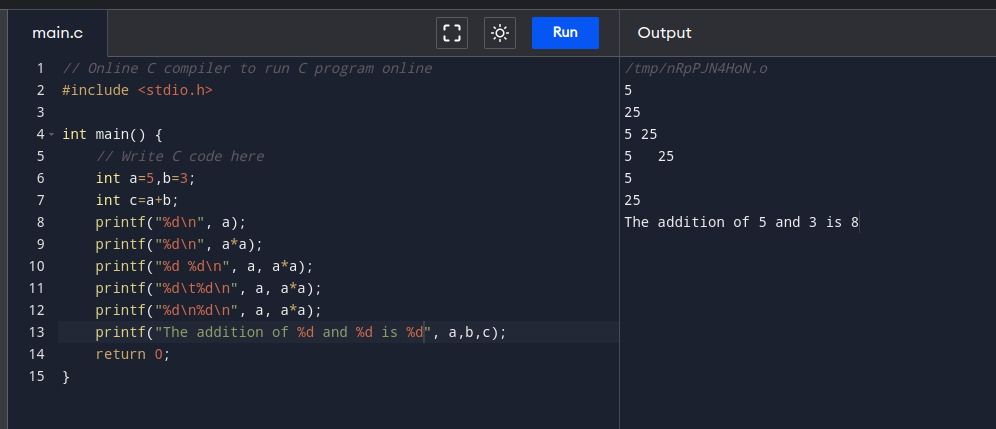 main.c
Run
Output
1 // Online C compiler to run C program online
2 #include <stdio.h>
3
4 int main() {
5     // Write C code here
6     int a=5,b=3;
7     int c=a+b;
8     printf("%d\n", a);
9     printf("%d\n", a*a);
10     printf("%d %d\n", a, a*a);
11     printf("%d\t%d\n", a, a*a);
12     printf("%d\n%d\n", a, a*a);
13     printf("The addition of %d and %d is %d", a,b,c);
14     return 0;
15 }
/tmp/nRpPJN4HoN.o
5
25
5 25
5   25
5
25
The addition of 5 and 3 is 8